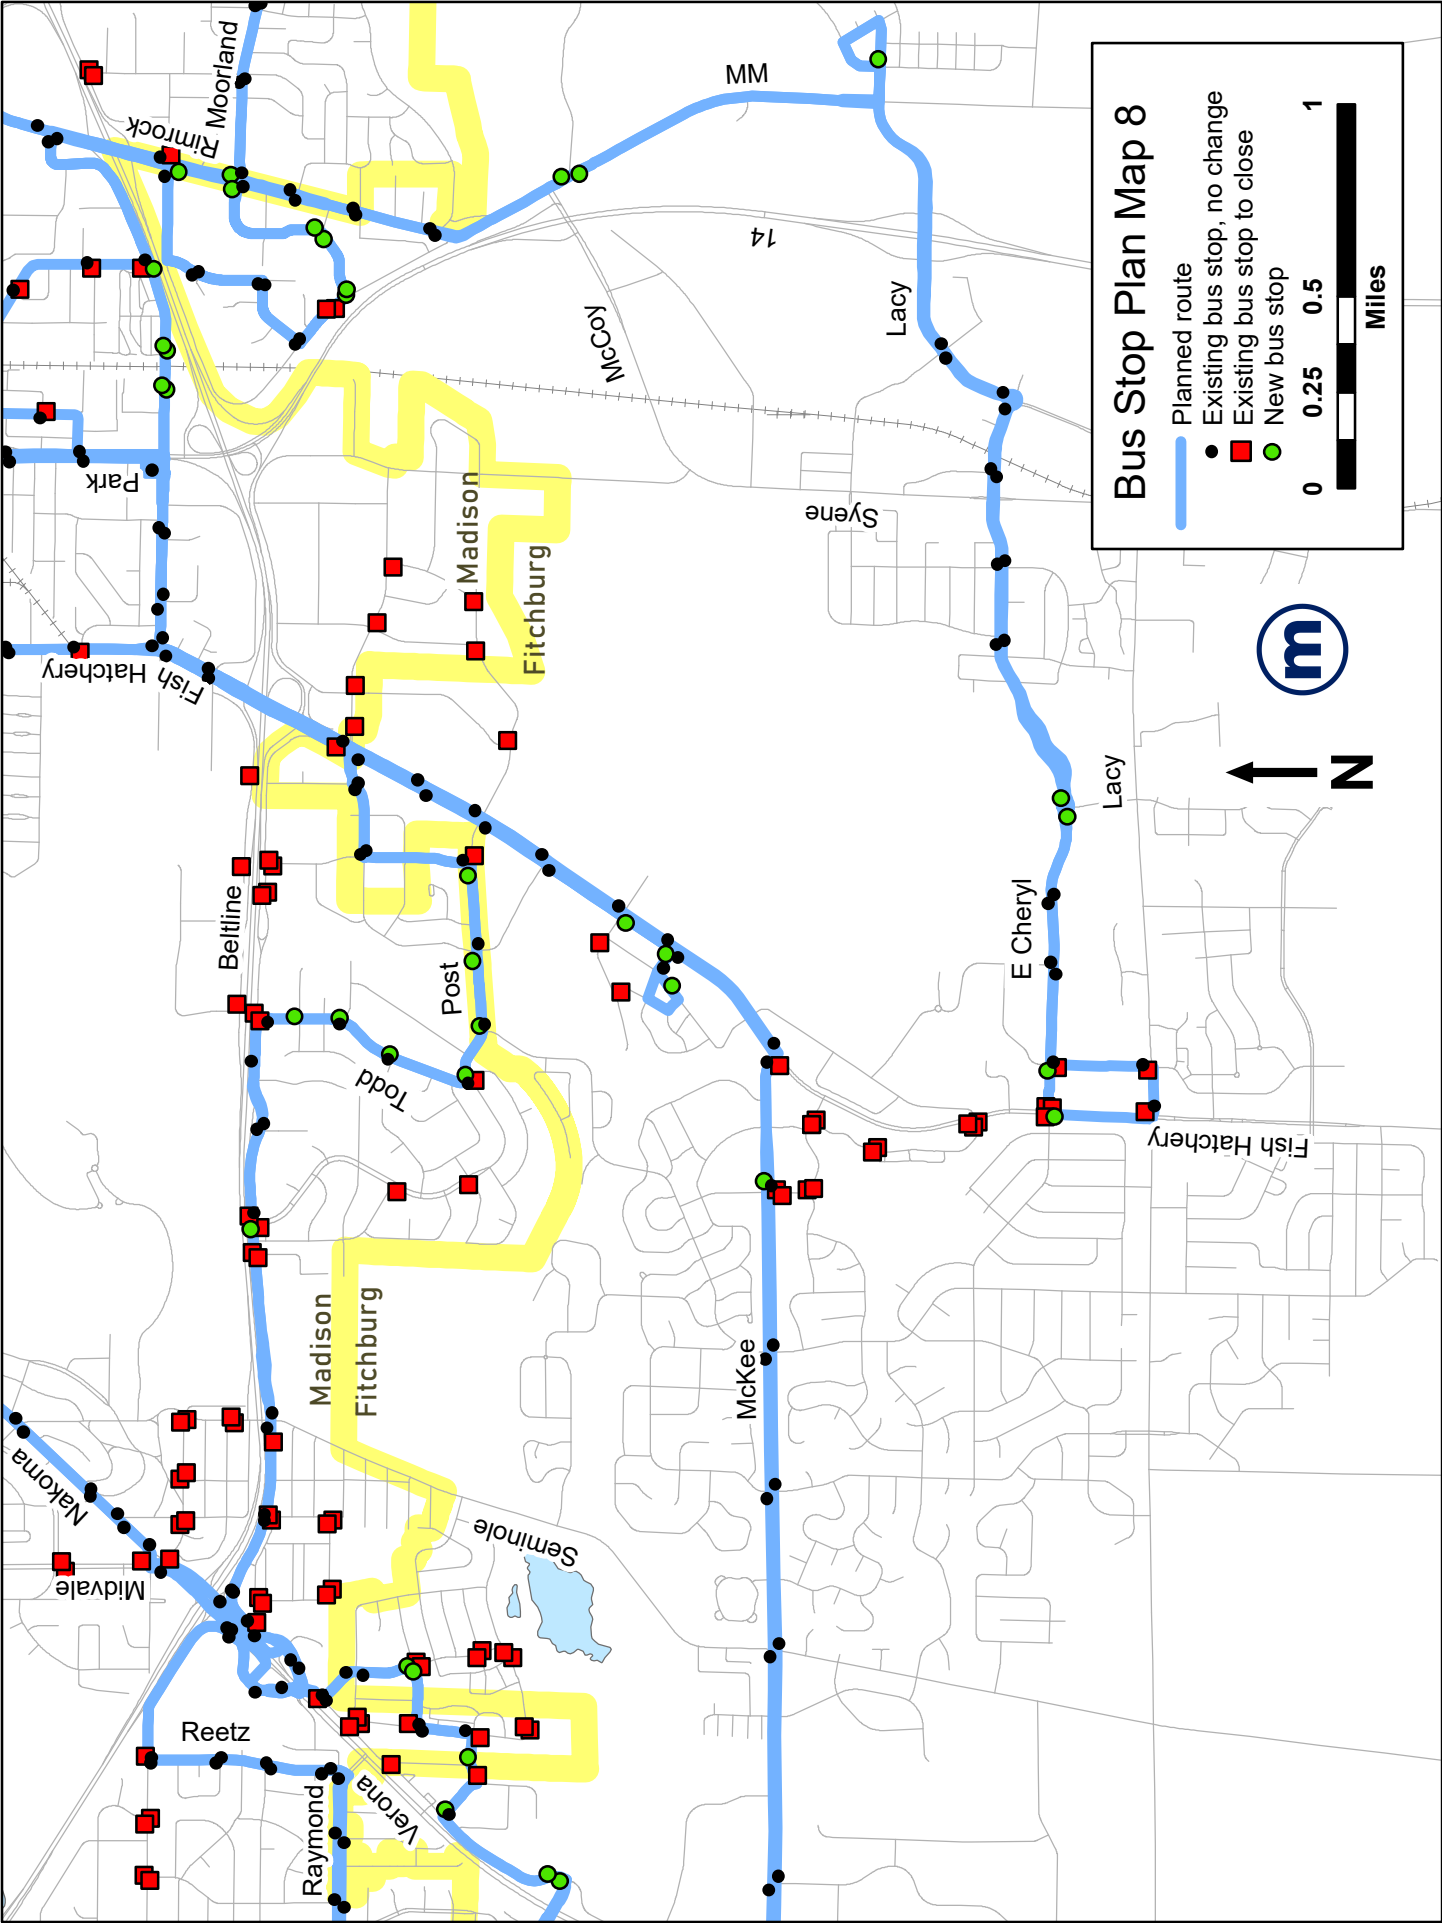 Nakoma
Midvale
Reetz
Raymond
Verona
Seminole
Madison
Fitchburg
Beltline
Todd
Post
Fish Hatchery
Park
Rimrock
Moorland
Madison
Fitchburg
McCoy
MM
14
Syene
Lacy
McKee
E Cheryl
Lacy
Fish Hatchery
N
m
Bus Stop Plan Map 8
Planned route
Existing bus stop, no change
Existing bus stop to close
New bus stop
0 0.25 0.5 1
Miles